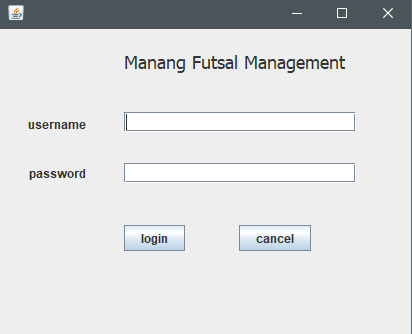 Manang Futsal Management
username
password
login
cancel